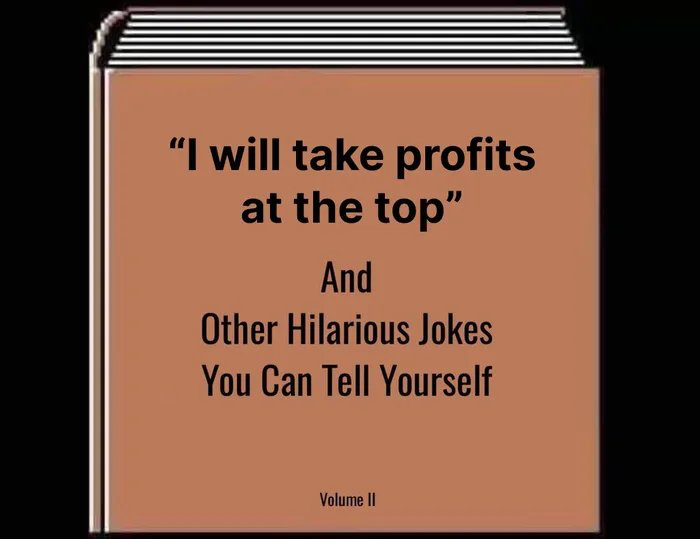 “I will take profits
at the top”
And
Other Hilarious Jokes
You Can Tell Yourself
Volume II